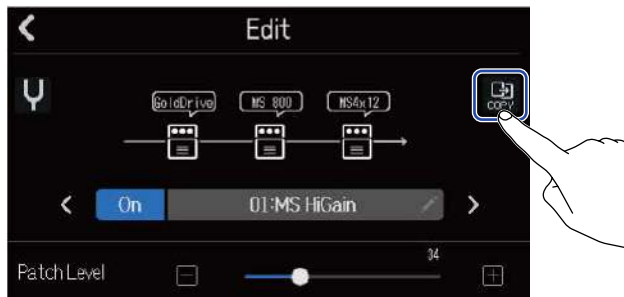 Edit
GoldDrive MS 800 MS4x12
COPY
On 01:MS HiGain
34
Patch Level